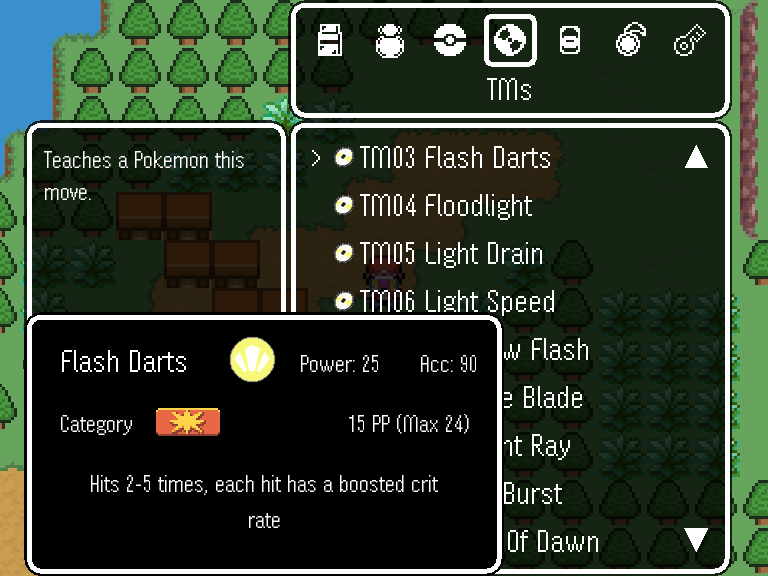 TMs
Teaches a Pokemon this
move.
> TM03 Flash Darts
TM04 Floodlight
TM05 Light Drain
TM06 Light Speed
w Flash
e Blade
nt Ray
Burst
Of Dawn
Flash Darts
Power: 25
Acc: 90
Category
15 PP (Max 24)
Hits 2-5 times, each hit has a boosted crit
rate